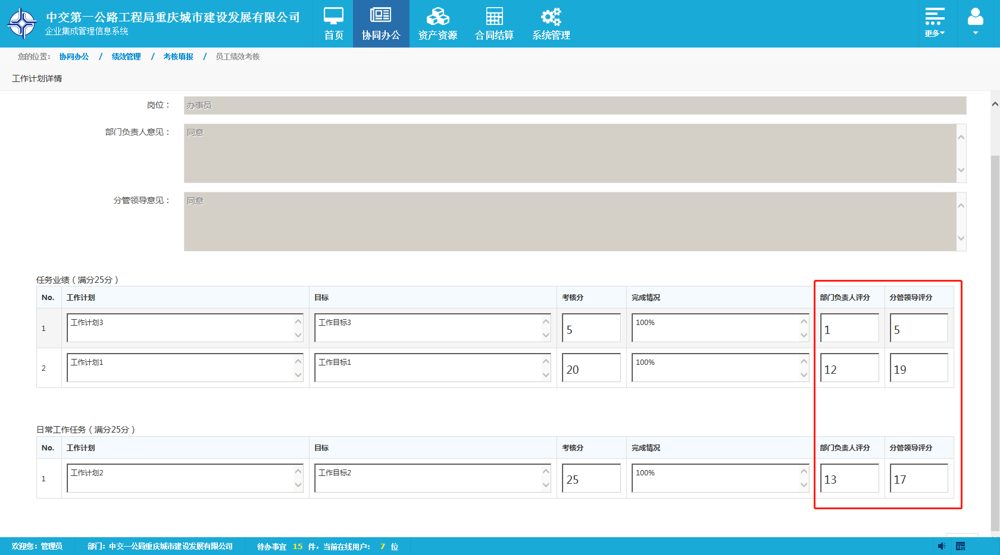 中交第一公路工程局重庆城市建设发展有限公司
企业集成管理信息系统
首页 协同办公 资产资源 合同结算 系统管理 更多
您的位置： 协同办公 / 绩效管理 / 考核填报 / 员工绩效考核
工作计划详情
岗位： 办事员
部门负责人意见： 同意
分管领导意见： 同意
任务业绩（满分25分）
No. 工作计划 目标 考核分 完成情况 部门负责人评分 分管领导评分
1 工作计划3 工作目标3 5 100% 1 5
2 工作计划1 工作目标1 20 100% 12 19
日常工作任务（满分25分）
No. 工作计划 目标 考核分 完成情况 部门负责人评分 分管领导评分
1 工作计划2 工作目标2 25 100% 13 17
欢迎您：管理员 部门：中交一公局重庆城市建设发展有限公司 待办事宜 15 件，当前在线用户： 7 位